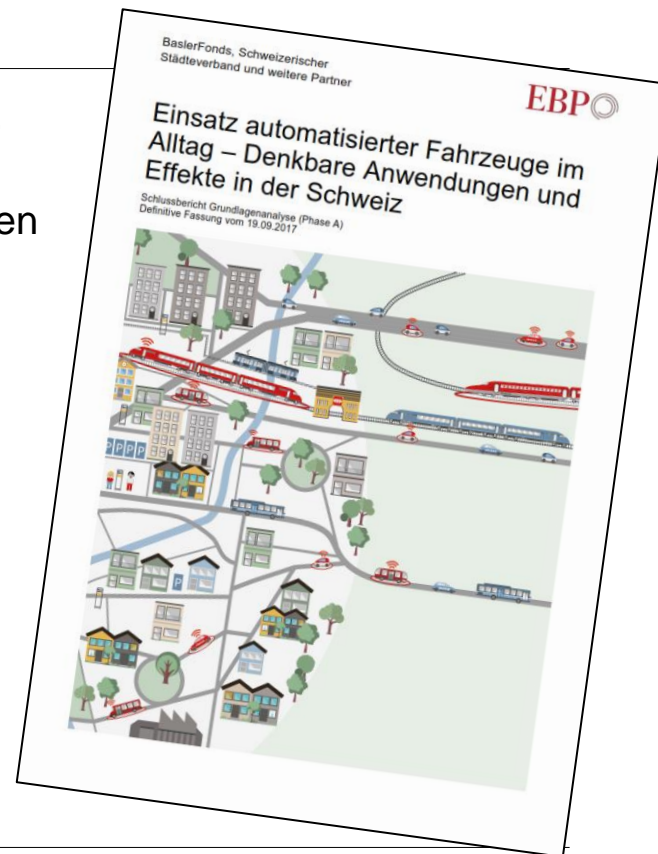 BaslerFonds, Schweizerischer
Städteverband und weitere Partner
EBP
Einsatz automatisierter Fahrzeuge im
Alltag – Denkbare Anwendungen und
Effekte in der Schweiz
Schlussbericht Grundlagenanalyse (Phase A)
Definitive Fassung vom 19.09.2017
en
P P P P
P